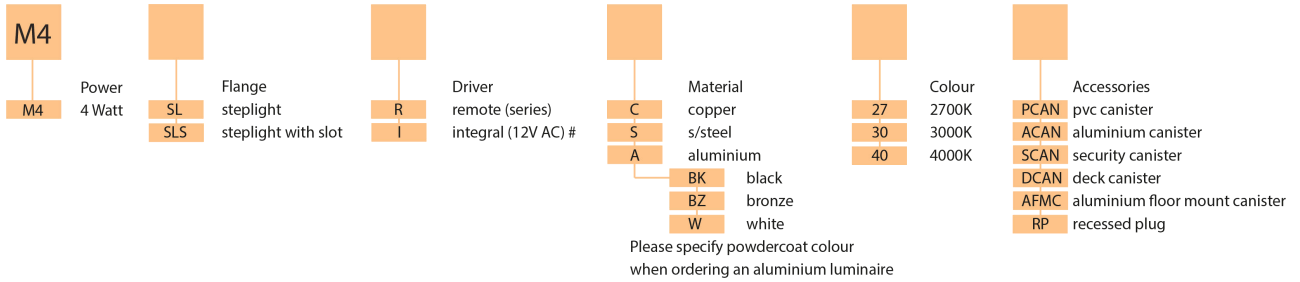 M4
Power
M4 4 Watt
Flange
SL steplight
SLS steplight with slot
Driver
R remote (series)
I integral (12V AC) #
Material
C copper
S s/steel
A aluminium
BK black
BZ bronze
W white
Please specify powdercoat colour
when ordering an aluminium luminaire
Colour
27 2700K
30 3000K
40 4000K
Accessories
PCAN pvc canister
ACAN aluminium canister
SCAN security canister
DCAN deck canister
AFMC aluminium floor mount canister
RP recessed plug